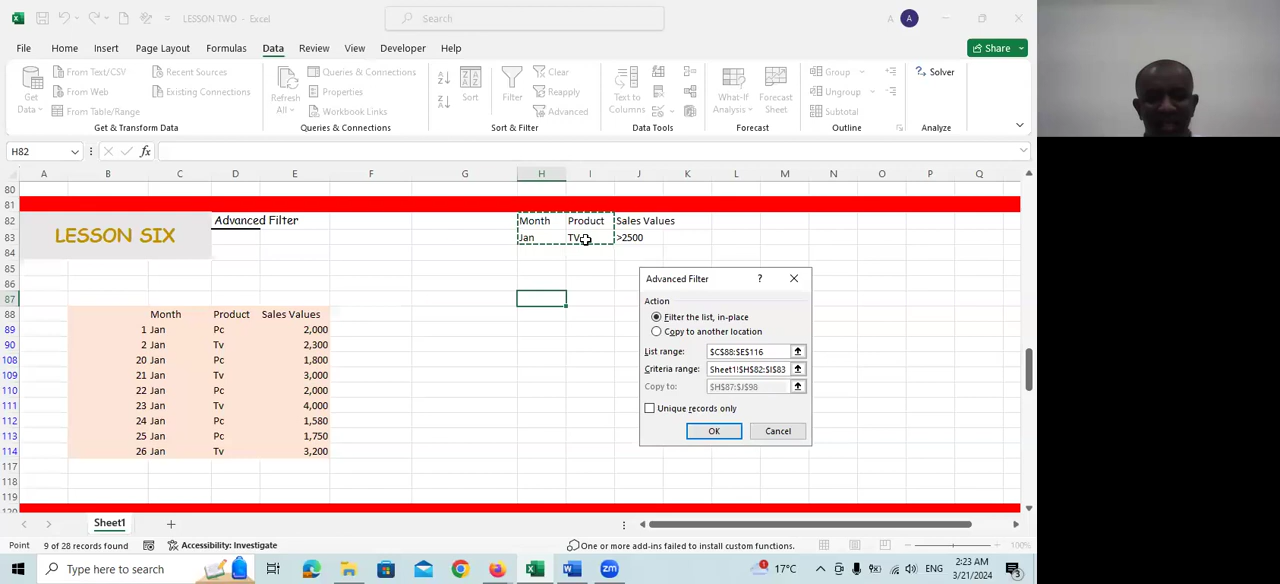 LESSON TWO - Excel
Search
A
A
File Home Insert Page Layout Formulas Data Review View Developer Help
Share
Get Data
From Text/CSV
From Web
From Table/Range
Recent Sources
Existing Connections
Get & Transform Data
Refresh All
Queries & Connections
Properties
Workbook Links
Queries & Connections
Sort
Filter
Clear
Reapply
Advanced
Sort & Filter
Text to Columns
Data Tools
What-If Analysis
Forecast Sheet
Forecast
Group
Ungroup
Subtotal
Outline
Solver
Analyze
H82
fx
A B C D E F G H I J K L M N O P Q
80
81
82 Advanced Filter Month Product Sales Values
83 LESSON SIX Jan TV >2500
84
85
86
87
88 Month Product Sales Values
89 1 Jan Pc 2,000
90 2 Jan Tv 2,300
108 20 Jan Pc 1,800
109 21 Jan Tv 3,000
110 22 Jan Pc 2,000
111 23 Jan Tv 4,000
112 24 Jan Pc 1,580
113 25 Jan Pc 1,750
114 26 Jan Tv 3,200
117
118
119
120
Advanced Filter ?
Action
Filter the list, in-place
Copy to another location
List range: $C$88:$E$116
Criteria range: Sheet1!$H$82:$I$83
Copy to: $H$87:$J$98
Unique records only
OK Cancel
Sheet1
Point 9 of 28 records found Accessibility: Investigate One or more add-ins failed to install custom functions. 100%
Type here to search
17°C
ENG
2:23 AM
3/21/2024